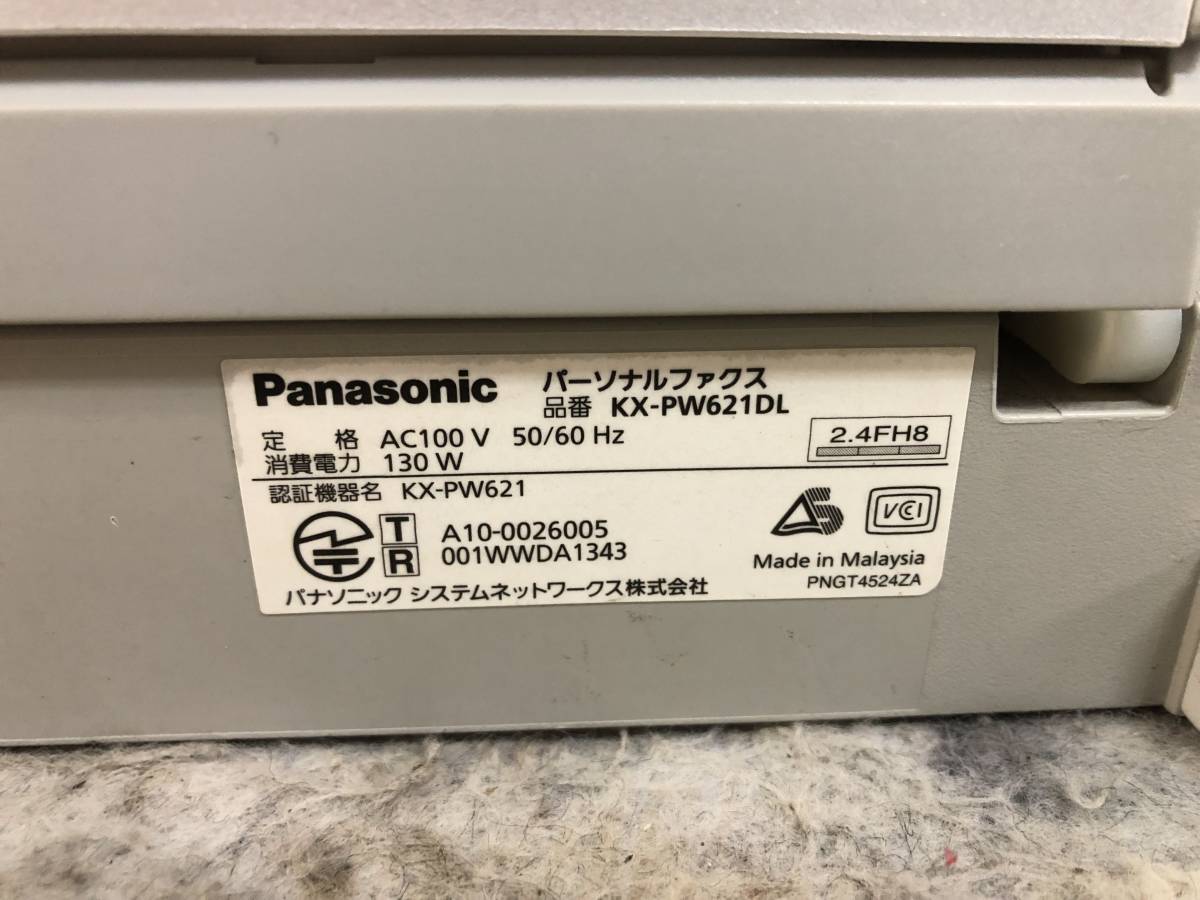 Panasonic パーソナルファクス
品番 KX-PW621DL
定 格 AC100 V 50/60 Hz
消費電力 130 W
2.4FH8
認証機器名 KX-PW621
T A10-0026005
R 001WWDA1343
VCCI
Made in Malaysia
パナソニック システムネットワークス株式会社
PNGT4524ZA